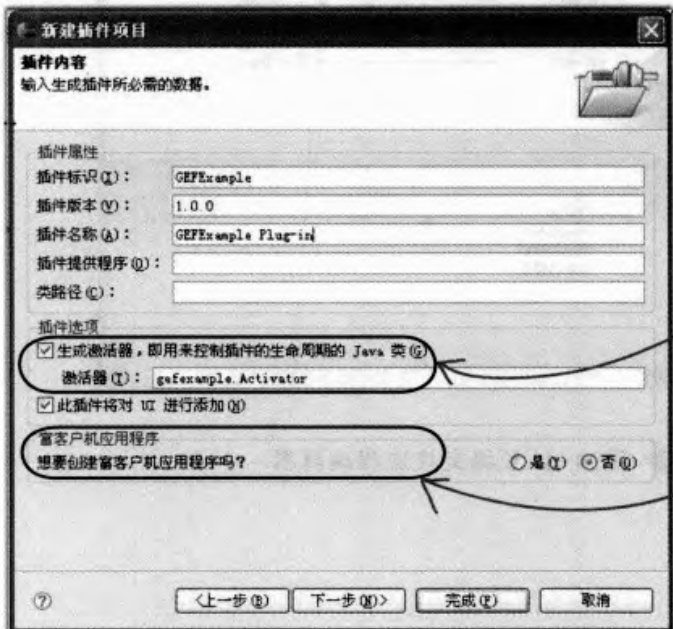 新建插件项目
插件内容
输入生成插件所必需的数据。
插件属性
插件标识(I): GEFExample
插件版本(V): 1.0.0
插件名称(A): GEFExample Plug-in
插件提供程序(O):
类路径(C):
插件选项
生成激活器,即用来控制插件的生命周期的 Java 类(G)
激活器(T): gefexample.Activator
此插件将对 UI 进行添加(H)
富客户机应用程序
想要创建富客户机应用程序吗? 是(Y) 否(O)
? <上一步(B) 下一步(N)> 完成(F) 取消